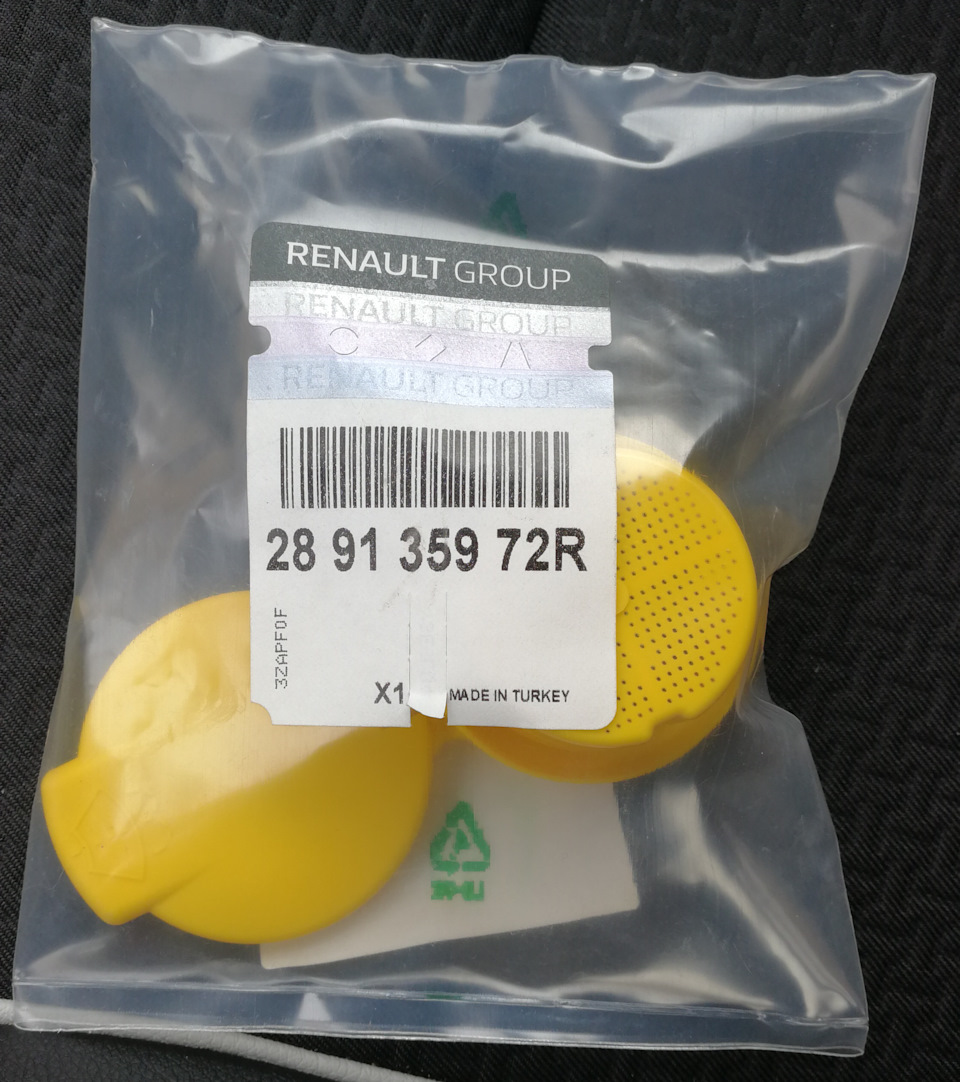 RENAULT GROUP
RENAULT GROUP
RENAULT GROUP
28 91 359 72R
3ZAPF0F
X1
MADE IN TURKEY